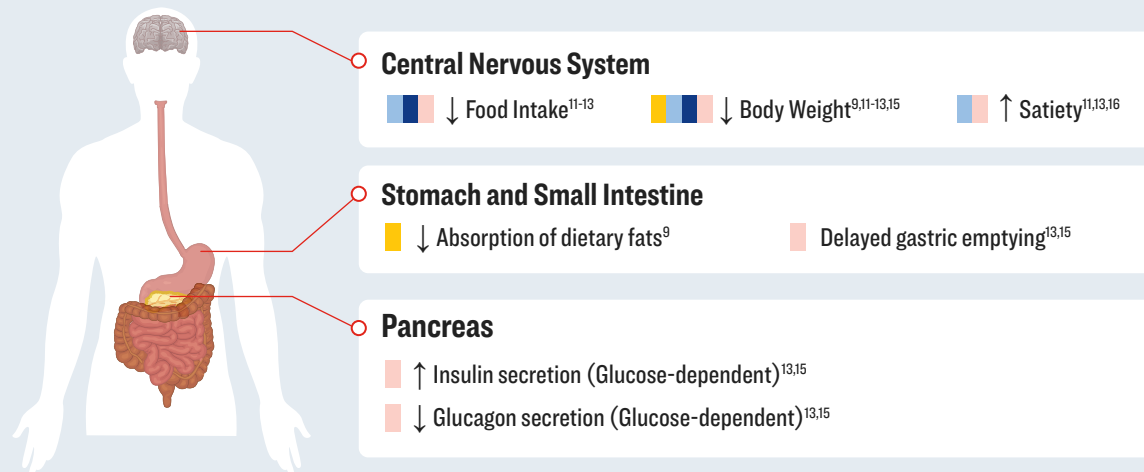 Central Nervous System
↓ Food Intake¹¹⁻¹³ ↓ Body Weight⁹,¹¹⁻¹³,¹⁵ ↑ Satiety¹¹,¹³,¹⁶
Stomach and Small Intestine
↓ Absorption of dietary fats⁹ Delayed gastric emptying¹³,¹⁵
Pancreas
↑ Insulin secretion (Glucose-dependent)¹³,¹⁵
↓ Glucagon secretion (Glucose-dependent)¹³,¹⁵